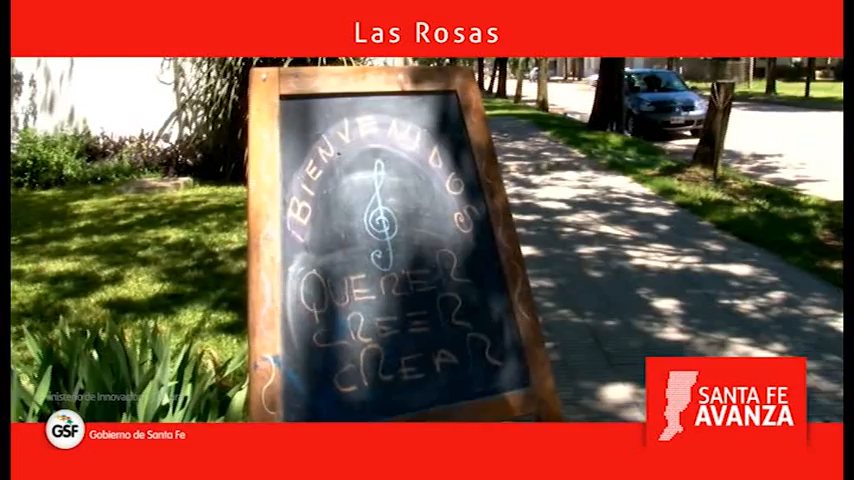 Las Rosas
¡BIENVENIDOS
QUERER
CREER
CREAR
SANTA FE
AVANZA
GSF
Gobierno de Santa Fe